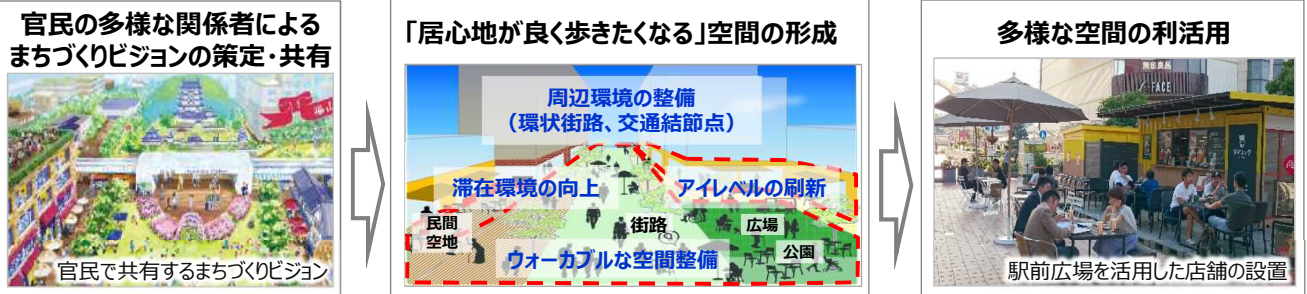 官民の多様な関係者による
まちづくりビジョンの策定・共有
福山
官民で共有するまちづくりビジョン
「居心地が良く歩きたくなる」空間の形成
周辺環境の整備
（環状街路、交通結節点）
滞在環境の向上
アイレベルの刷新
民間
空地
街路
広場
公園
ウォーカブルな空間整備
多様な空間の利活用
無印良品
FACE
駅前広場を活用した店舗の設置